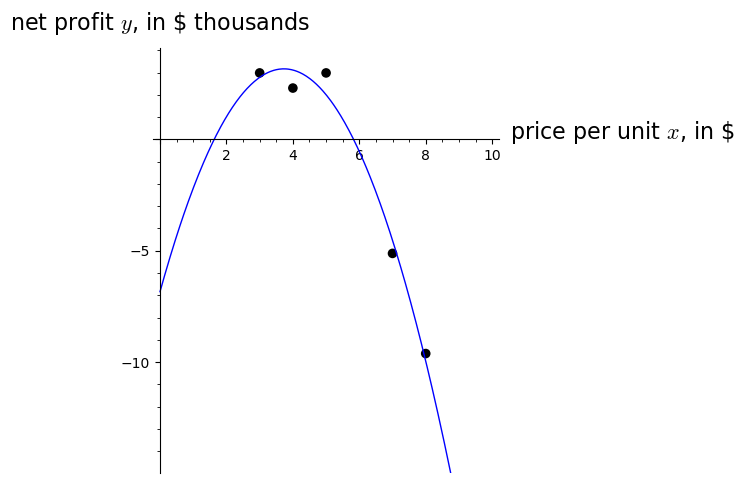 net profit y, in $ thousands
price per unit x, in $
2 4 6 8 10
−5
−10